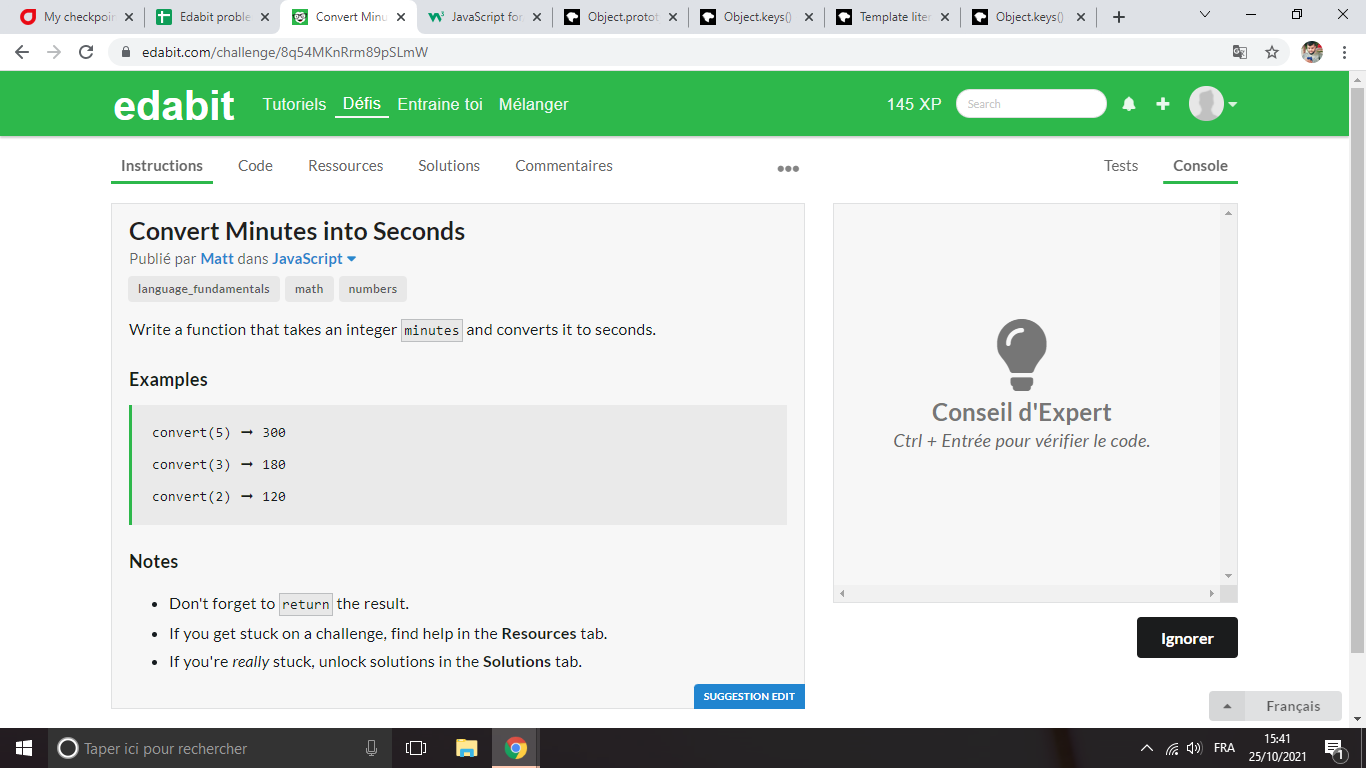 My checkpoin
Edabit proble
Convert Minu
JavaScript for
Object.protot
Object.keys()
Template liter
Object.keys()
edabit.com/challenge/8q54MKnRrm89pSLmW
edabit Tutoriels Défis Entraine toi Mélanger 145 XP Search
Instructions Code Ressources Solutions Commentaires Tests Console
Convert Minutes into Seconds
Publié par Matt dans JavaScript
language_fundamentals math numbers
Write a function that takes an integer minutes and converts it to seconds.
Examples
convert(5) ➞ 300
convert(3) ➞ 180
convert(2) ➞ 120
Notes
• Don't forget to return the result.
• If you get stuck on a challenge, find help in the Resources tab.
• If you're really stuck, unlock solutions in the Solutions tab.
SUGGESTION EDIT
Conseil d'Expert
Ctrl + Entrée pour vérifier le code.
Ignorer
Français
Taper ici pour rechercher
FRA
15:41
25/10/2021
1